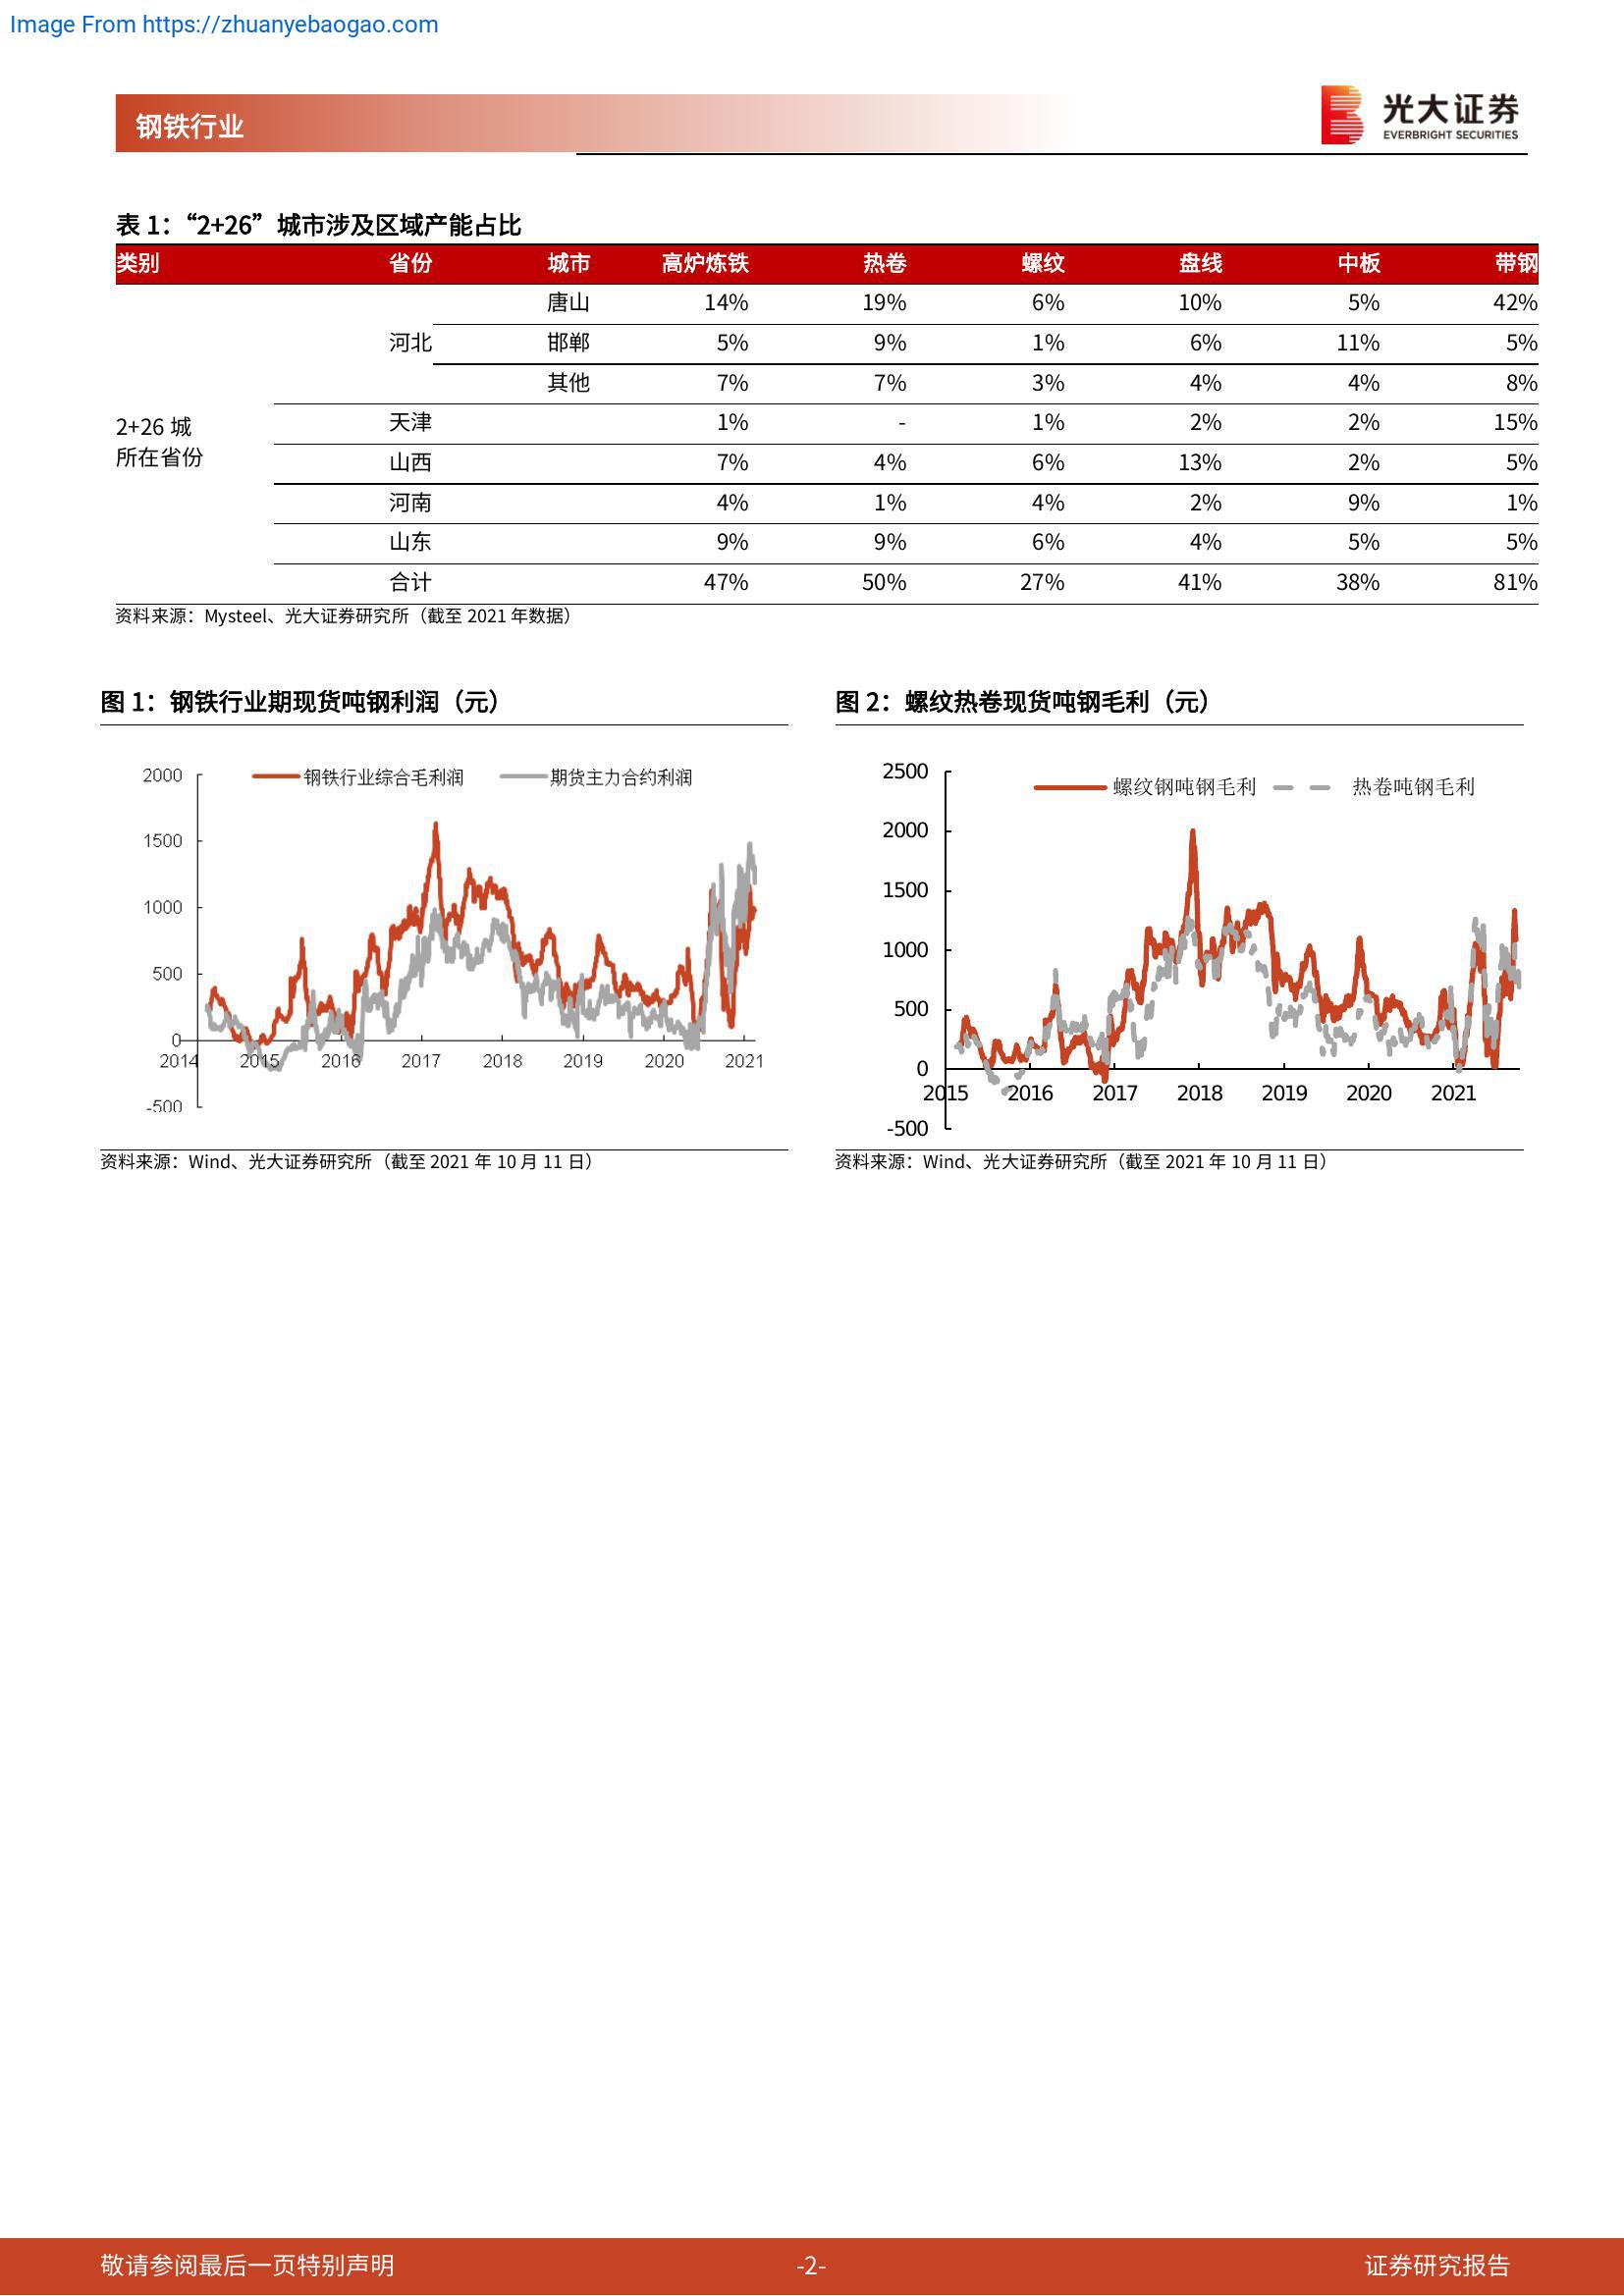 Image From https://zhuanyebaogao.com
钢铁行业
光大证券
EVERBRIGHT SECURITIES
表 1：“2+26”城市涉及区域产能占比
类别 省份 城市 高炉炼铁 热卷 螺纹 盘线 中板 带钢
唐山 14% 19% 6% 10% 5% 42%
河北 邯郸 5% 9% 1% 6% 11% 5%
其他 7% 7% 3% 4% 4% 8%
天津 1% - 1% 2% 2% 15%
2+26 城
所在省份
山西 7% 4% 6% 13% 2% 5%
河南 4% 1% 4% 2% 9% 1%
山东 9% 9% 6% 4% 5% 5%
合计 47% 50% 27% 41% 38% 81%
资料来源：Mysteel、光大证券研究所（截至 2021 年数据）
图 1：钢铁行业期现货吨钢利润（元）
钢铁行业综合毛利润 期货主力合约利润
2000
1500
1000
500
0
-500
2014 2015 2016 2017 2018 2019 2020 2021
资料来源：Wind、光大证券研究所（截至 2021 年 10 月 11 日）
图 2：螺纹热卷现货吨钢毛利（元）
螺纹钢吨钢毛利 热卷吨钢毛利
2500
2000
1500
1000
500
0
-500
2015 2016 2017 2018 2019 2020 2021
资料来源：Wind、光大证券研究所（截至 2021 年 10 月 11 日）
敬请参阅最后一页特别声明 -2- 证券研究报告